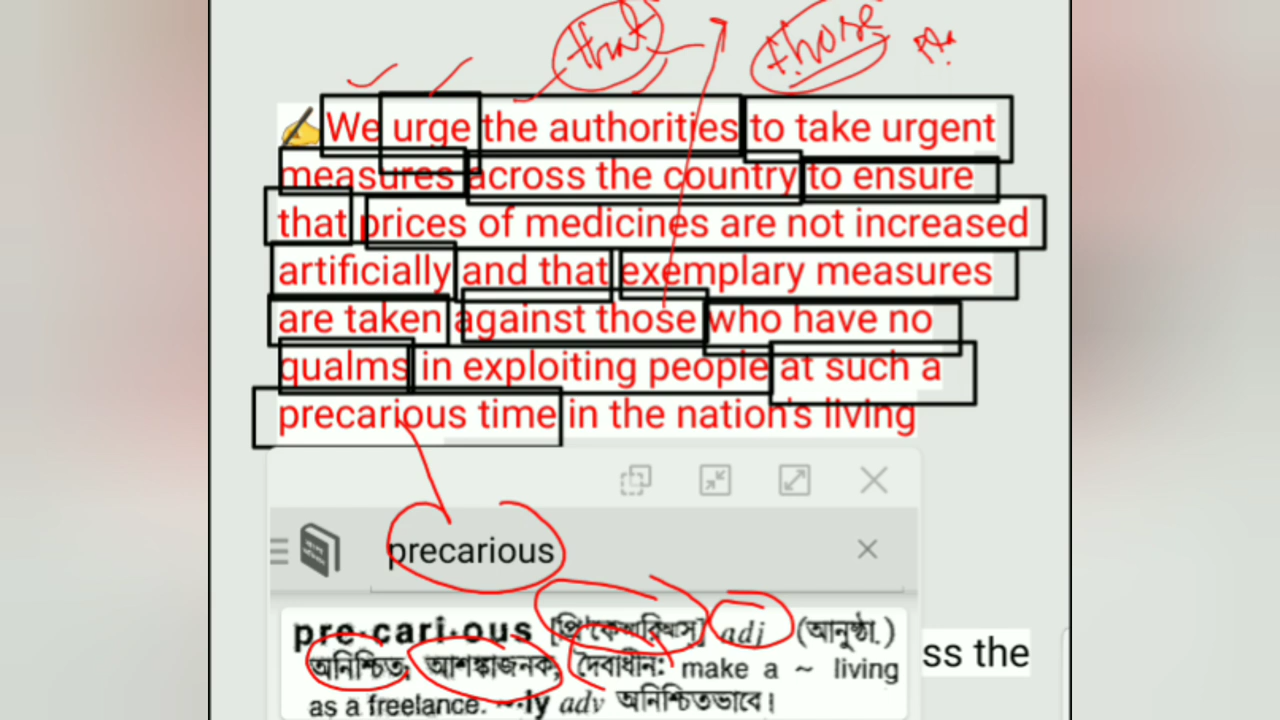 that those
✍️ We urge the authorities to take urgent
measures across the country to ensure
that prices of medicines are not increased
artificially and that exemplary measures
are taken against those who have no
qualms in exploiting people at such a
precarious time in the nation's living
precarious
pre·cari·ous [প্রি'কেআরিআস্] adj (আনুষ্ঠা.)
অনিশ্চিত; আশঙ্কাজনক; দৈবাধীন: make a ~ living
ss the
as a freelance. ~·ly adv অনিশ্চিতভাবে।